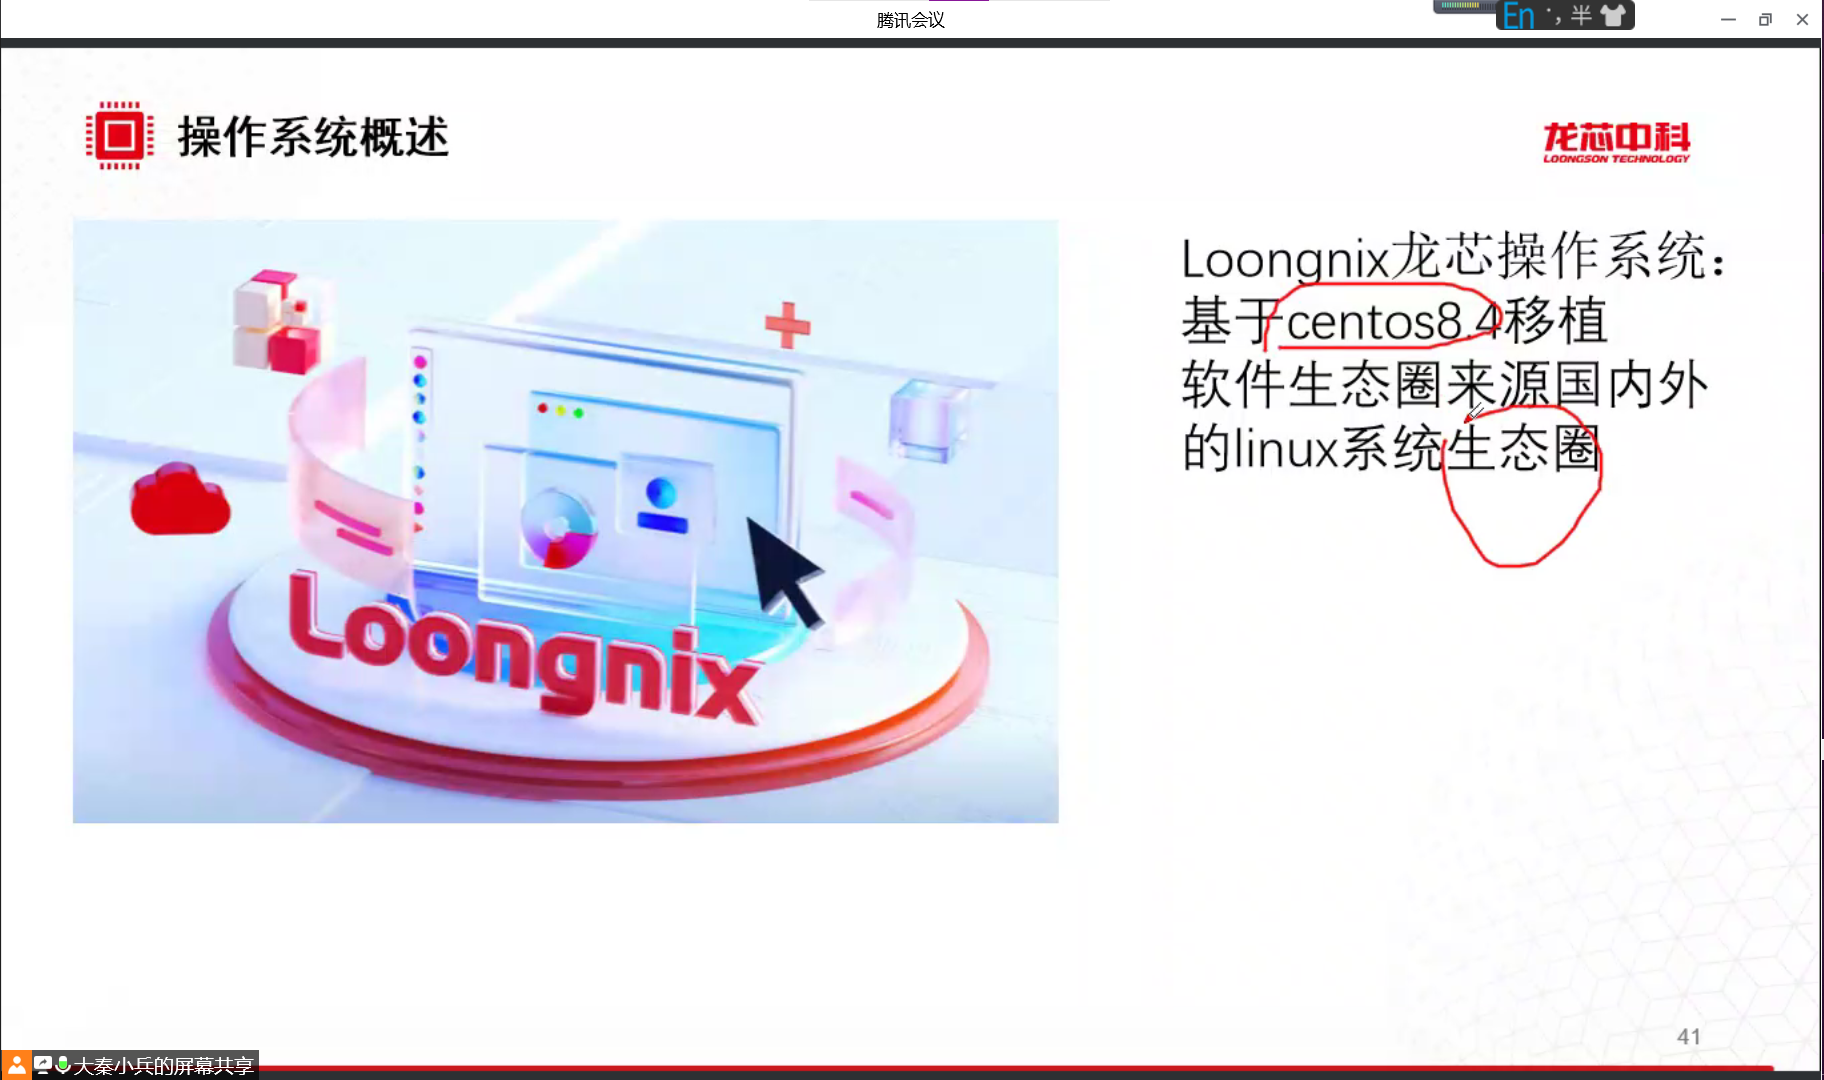 腾讯会议
En
半
操作系统概述
龙芯中科
LOONGSON TECHNOLOGY
Loongnix龙芯操作系统：
基于centos8.4移植
软件生态圈来源国内外
的linux系统生态圈
Loongnix
41
大秦小兵的屏幕共享